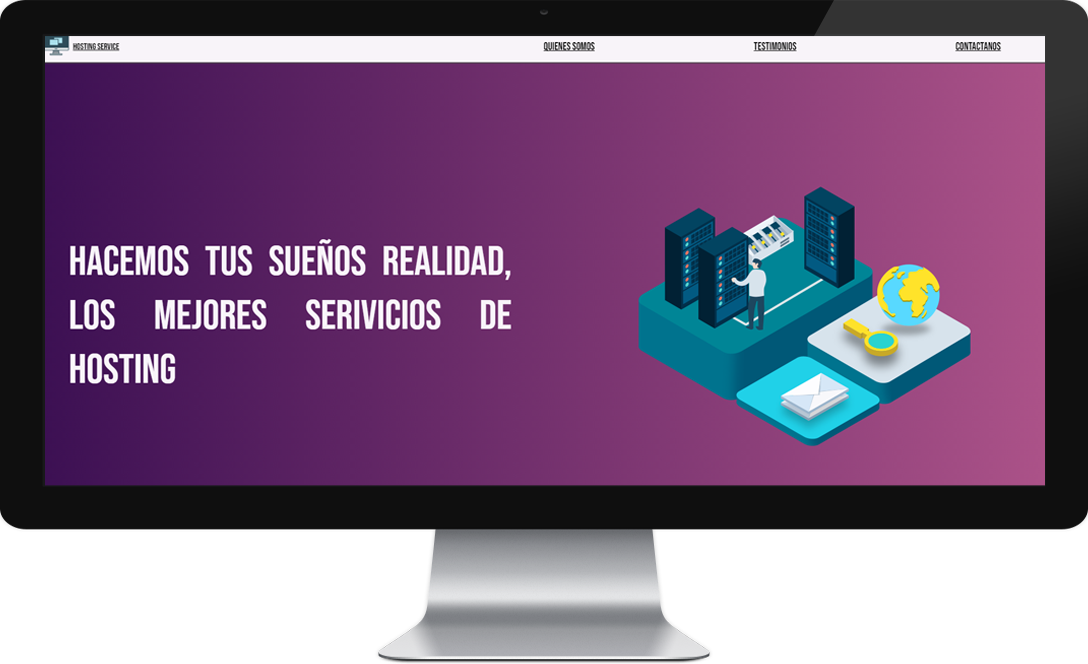 HOSTING SERVICE
QUIENES SOMOS
TESTIMONIOS
CONTACTANOS
HACEMOS TUS SUEÑOS REALIDAD,
LOS MEJORES SERIVICIOS DE
HOSTING